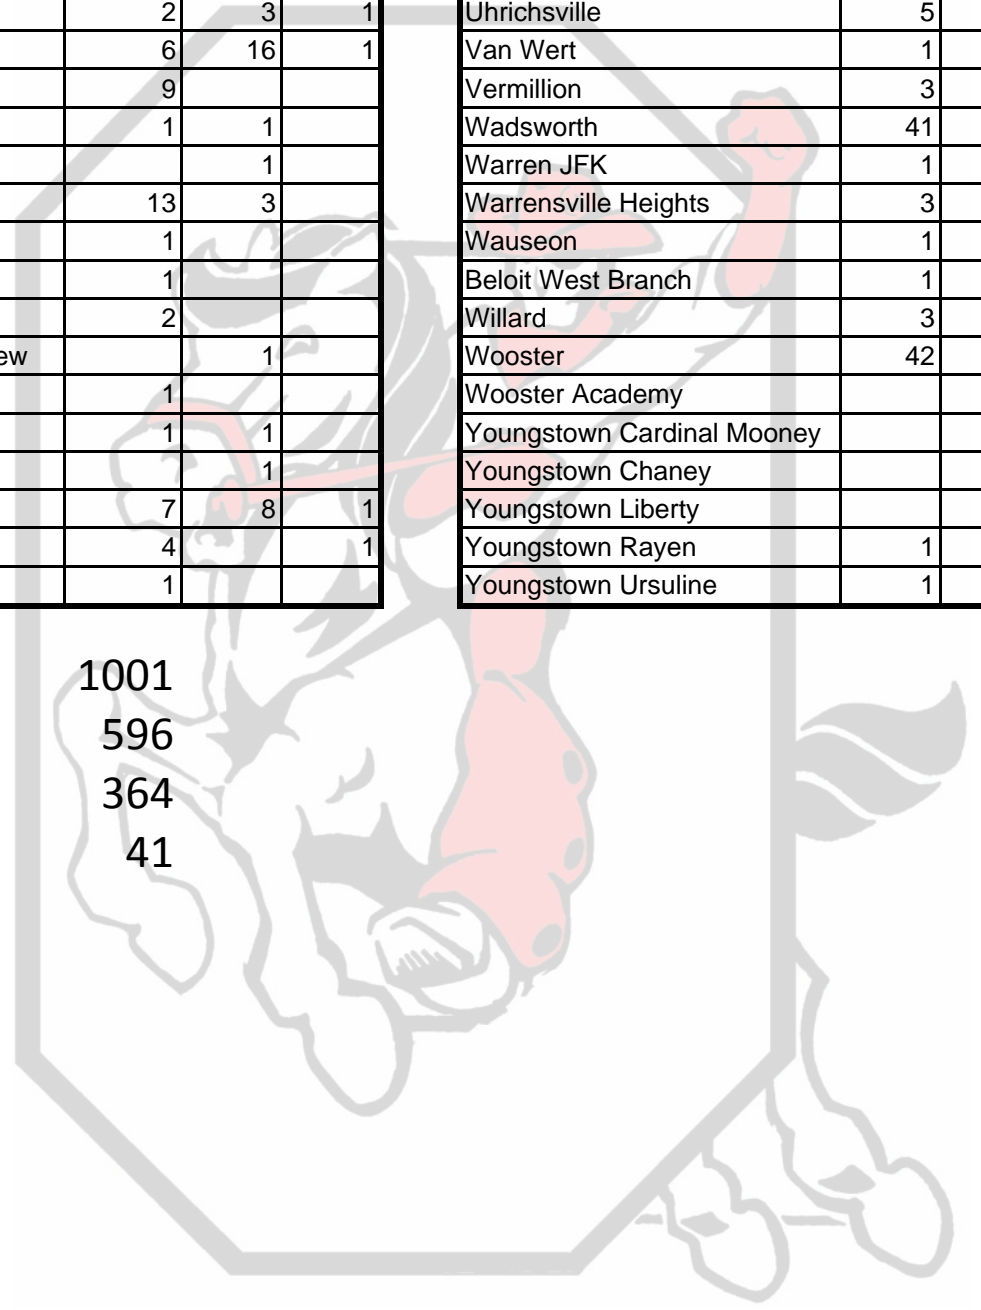 2 3 1 Uhrichsville 5
6 16 1 Van Wert 1
9 Vermillion 3
1 1 Wadsworth 41
1 Warren JFK 1
13 3 Warrensville Heights 3
1 Wauseon 1
1 Beloit West Branch 1
2 Willard 3
ew 1 Wooster 42
1 Wooster Academy
1 1 Youngstown Cardinal Mooney
1 Youngstown Chaney
7 8 1 Youngstown Liberty
4 1 Youngstown Rayen 1
1 Youngstown Ursuline 1
1001
596
364
41